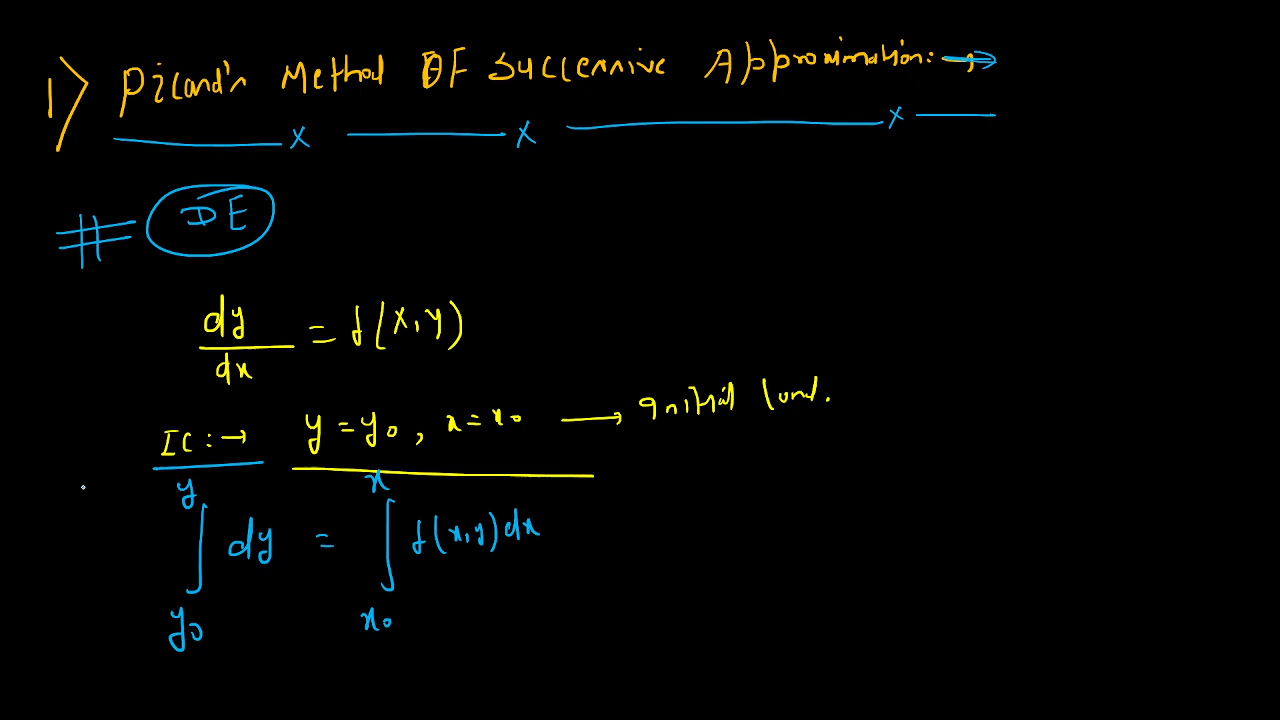 1) Picard's Method OF Successive Approximation: →
# DE
dy/dx = f(x,y)
IC: → y = y₀, x = x₀ → Initial Cond.
∫_{y₀}^{y} dy = ∫_{x₀}^{x} f(x,y) dx